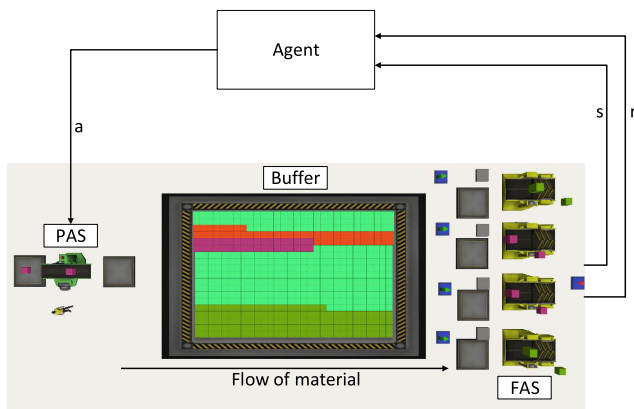 Agent
a
s
r
Buffer
PAS
Flow of material
FAS